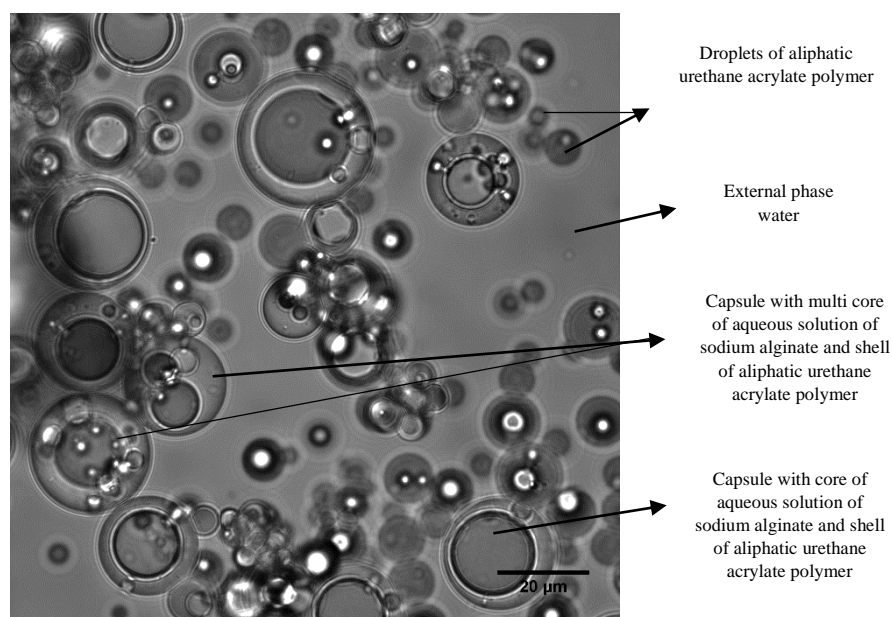 Droplets of aliphatic
urethane acrylate polymer
External phase
water
Capsule with multi core
of aqueous solution of
sodium alginate and shell
of aliphatic urethane
acrylate polymer
Capsule with core of
aqueous solution of
sodium alginate and shell
of aliphatic urethane
acrylate polymer
20 µm